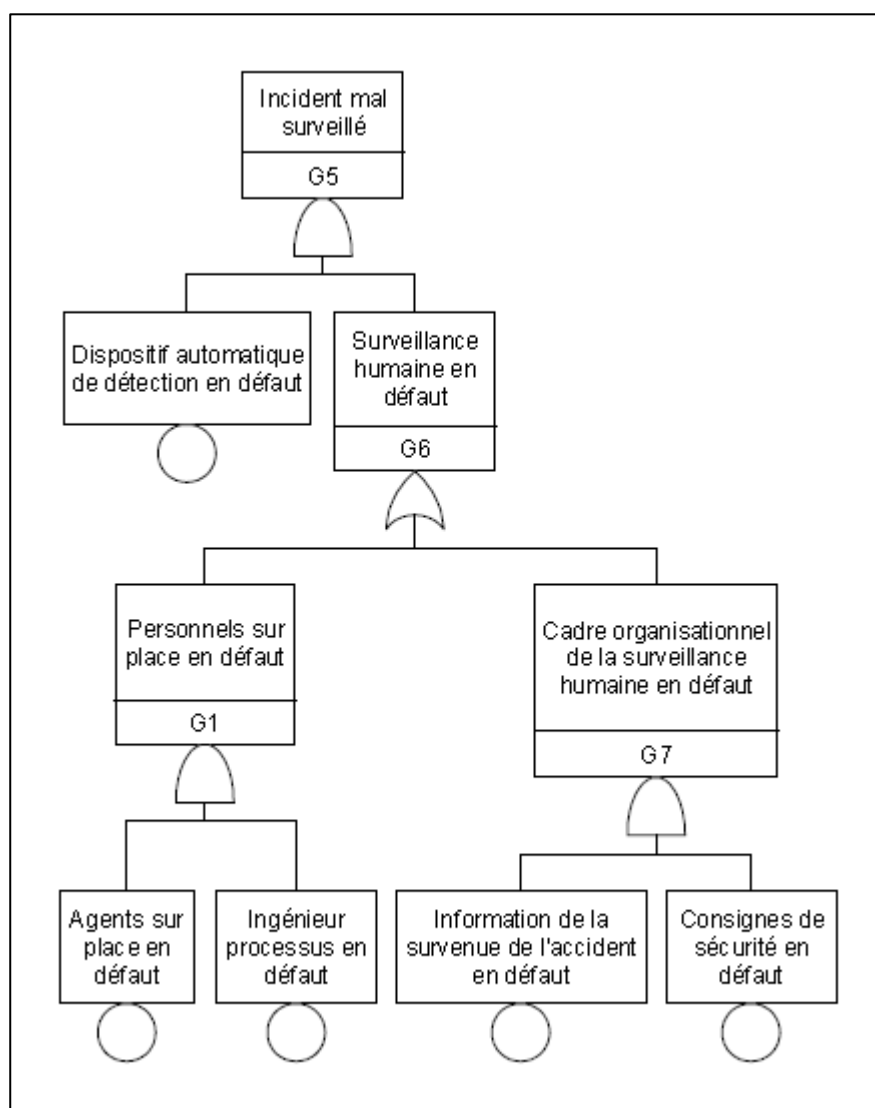 Incident mal
surveillé
G5
Dispositif automatique
de détection en défaut
Surveillance
humaine en
défaut
G6
Personnels sur
place en défaut
G1
Cadre organisationnel
de la surveillance
humaine en défaut
G7
Agents sur
place en
défaut
Ingénieur
processus en
défaut
Information de la
survenue de l'accident
en défaut
Consignes de
sécurité en
défaut